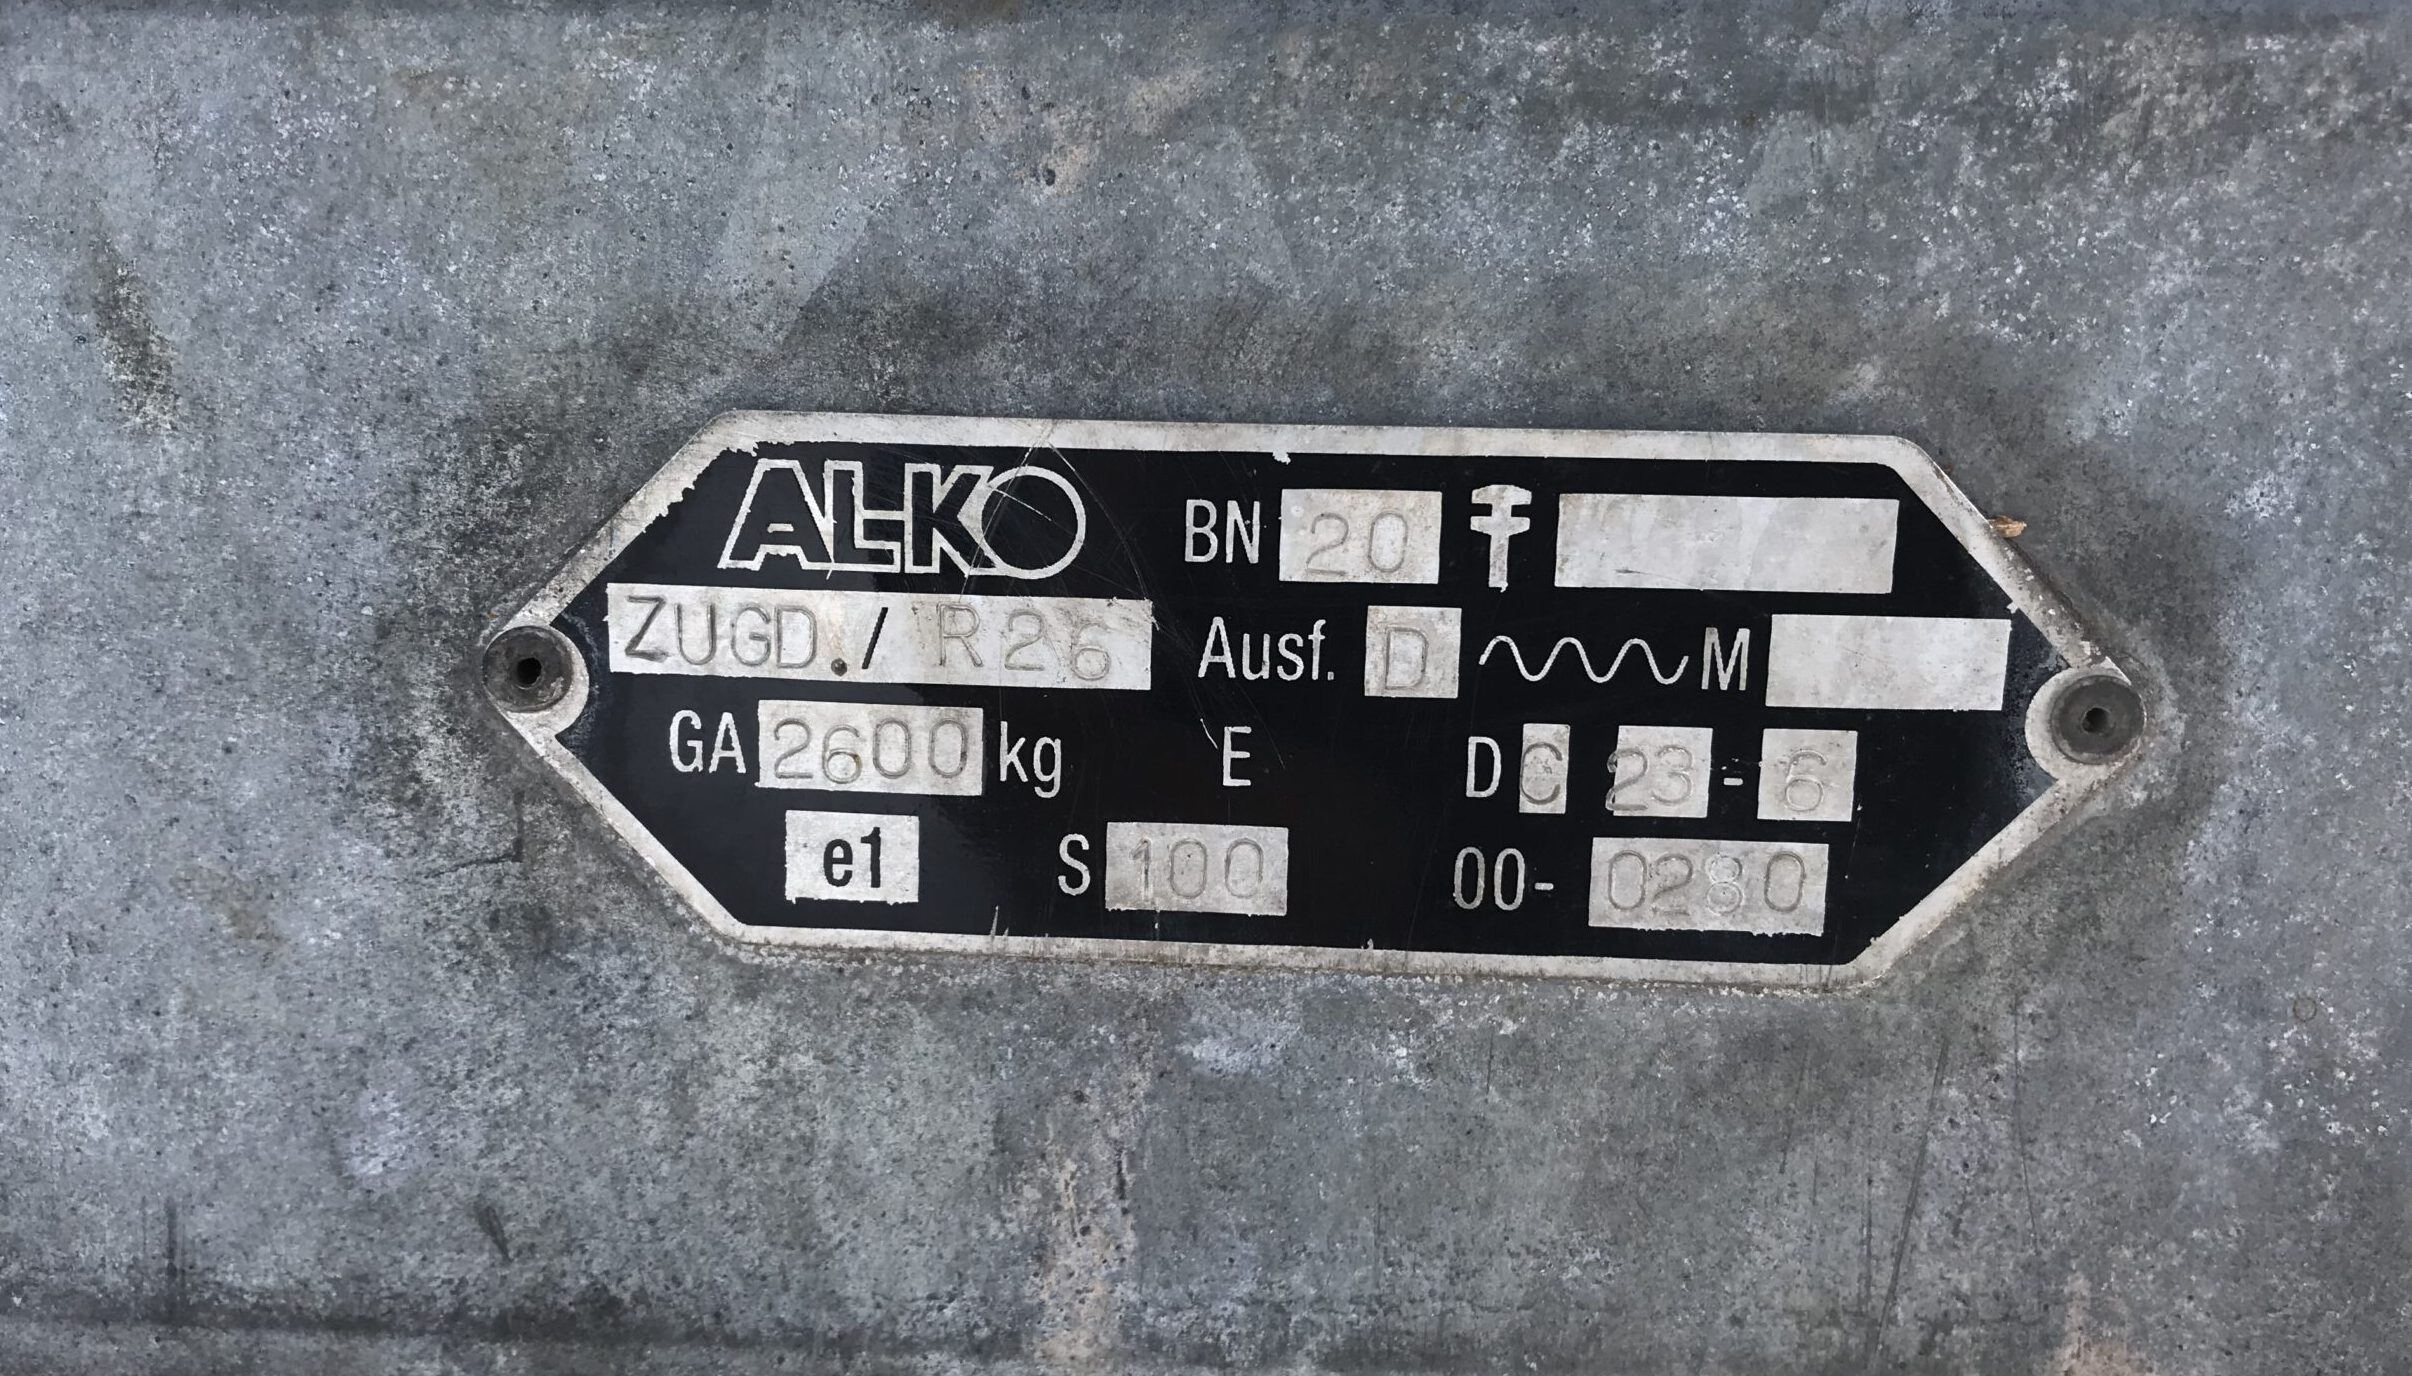 AL-KO BN 20
ZUGD./ R26 Ausf. D M
GA 2600 kg E DC 23 - 6
e1 S 100 00- 0280